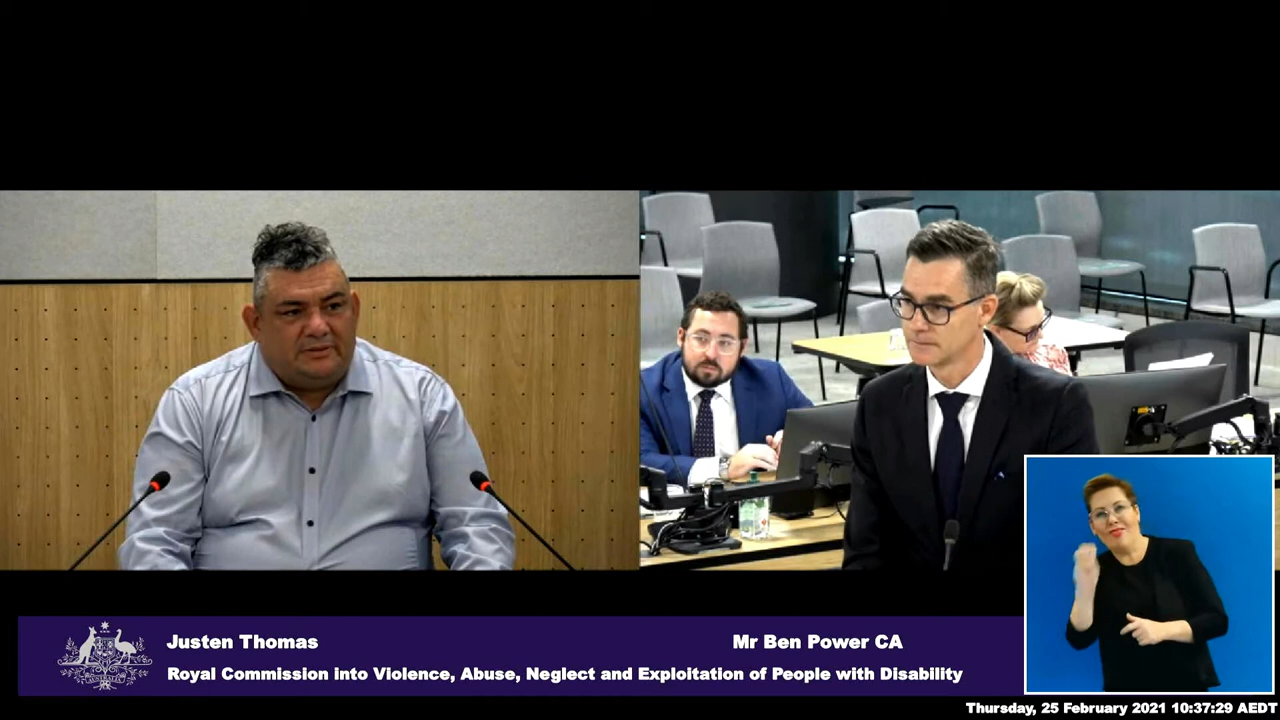 Justen Thomas
Mr Ben Power CA
Royal Commission into Violence, Abuse, Neglect and Exploitation of People with Disability
Thursday, 25 February 2021 10:37:29 AEDT